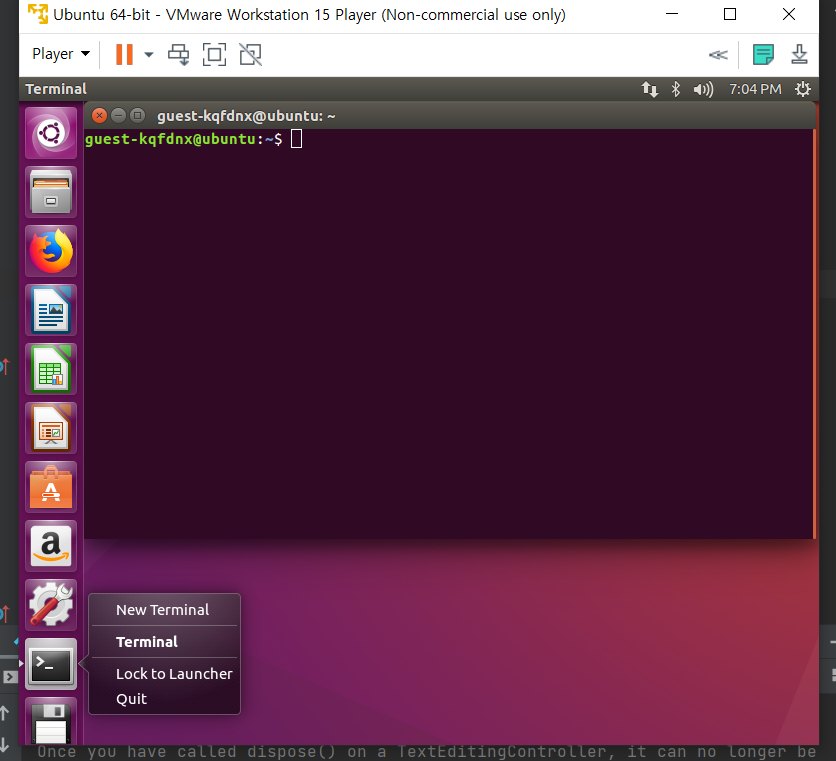 Ubuntu 64-bit - VMware Workstation 15 Player (Non-commercial use only)
Player
Terminal
7:04 PM
guest-kqfdnx@ubuntu: ~
guest-kqfdnx@ubuntu:~$
New Terminal
Terminal
Lock to Launcher
Quit
Once you have called dispose() on a TextEditingController, it can no longer be